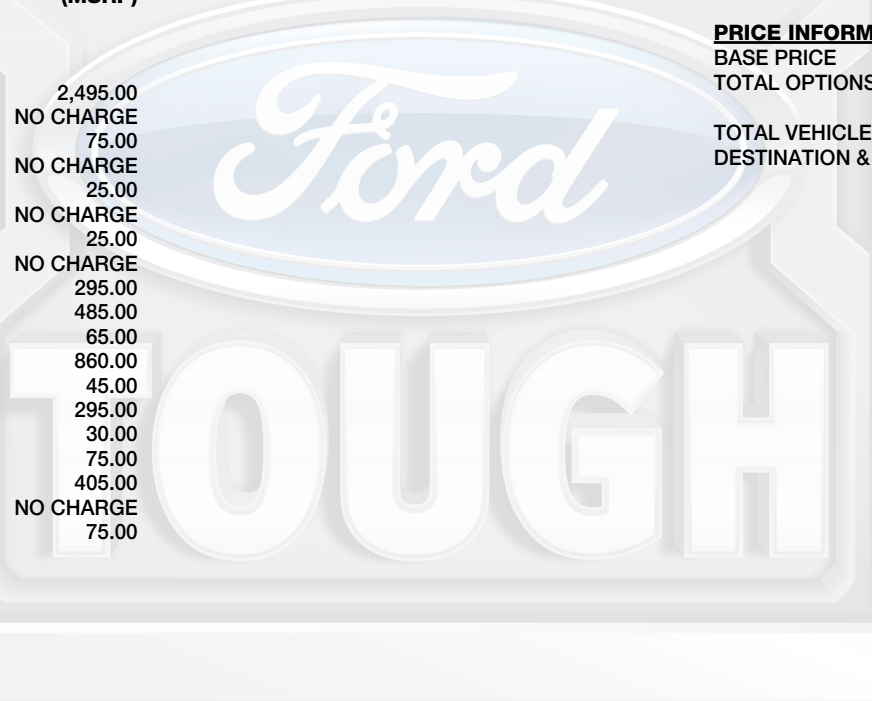 (MSRP)
2,495.00
NO CHARGE
75.00
NO CHARGE
25.00
NO CHARGE
25.00
NO CHARGE
295.00
485.00
65.00
860.00
45.00
295.00
30.00
75.00
405.00
NO CHARGE
75.00
PRICE INFORM
BASE PRICE
TOTAL OPTIONS
TOTAL VEHICLE
DESTINATION &
Ford
TOUGH